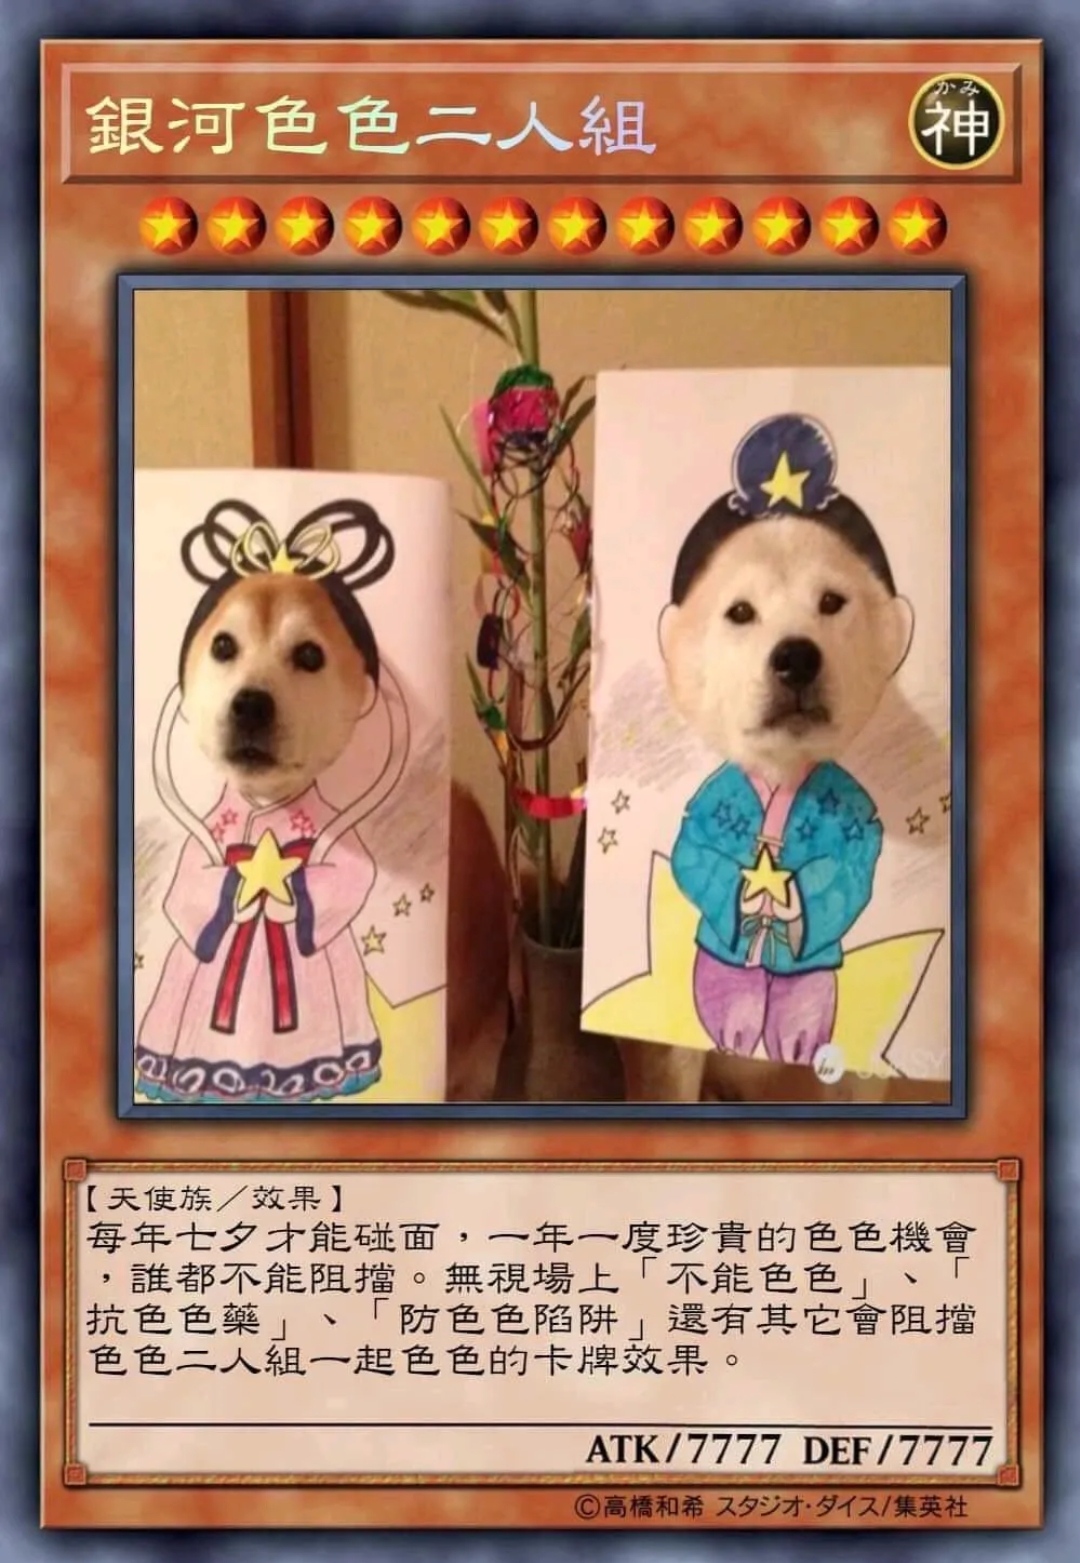 銀河色色二人組
かみ
神
【天使族／效果】
每年七夕才能碰面，一年一度珍貴的色色機會
，誰都不能阻擋。無視場上「不能色色」、「
抗色色藥」、「防色色陷阱」還有其它會阻擋
色色二人組一起色色的卡牌效果。
ATK/7777 DEF/7777
©高橋和希 スタジオ·ダイス/集英社